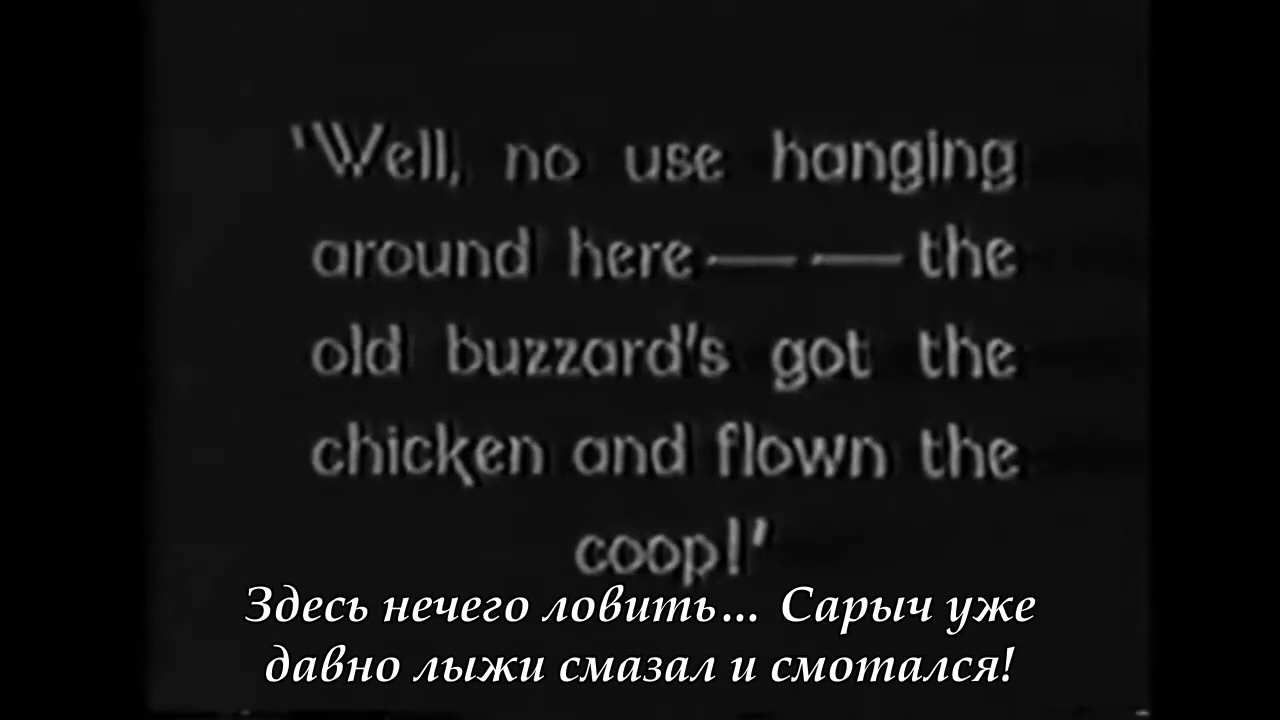 'Well, no use hanging
around here — — the
old buzzard's got the
chicken and flown the
coop!'
Здесь нечего ловить... Сарыч уже
давно лыжи смазал и смотался!